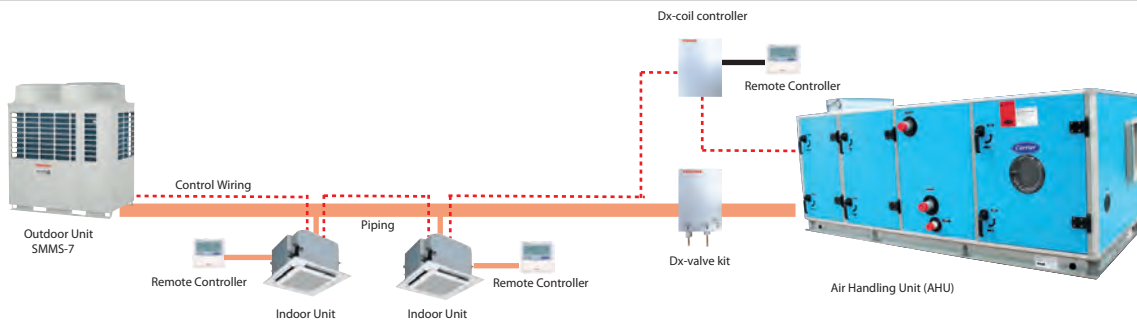 Dx-coil controller
Remote Controller
Control Wiring
Piping
Outdoor Unit
SMMS-7
Remote Controller
Indoor Unit
Indoor Unit
Remote Controller
Dx-valve kit
Carrier
Air Handling Unit (AHU)